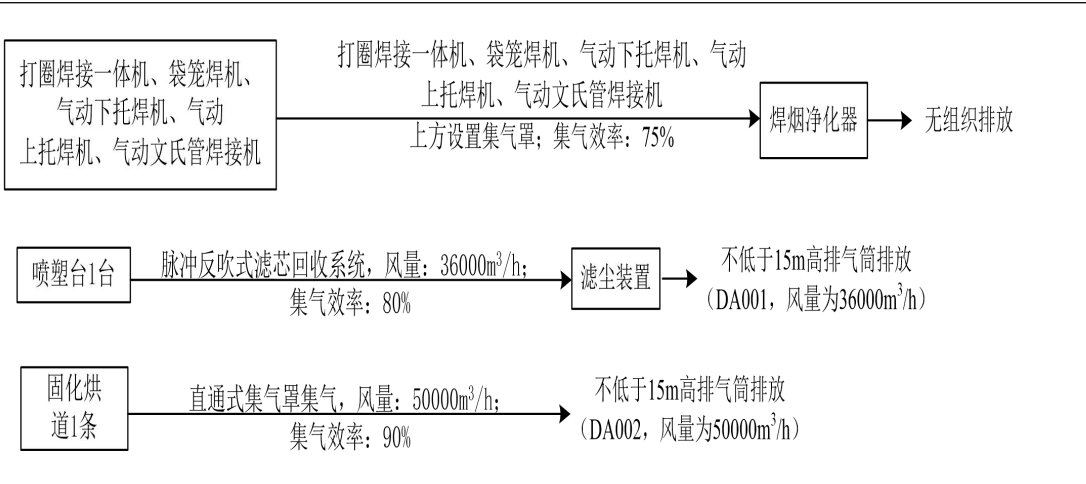 打圈焊接一体机、袋笼焊机、
气动下托焊机、气动
上托焊机、气动文氏管焊接机
打圈焊接一体机、袋笼焊机、气动下托焊机、气动
上托焊机、气动文氏管焊接机
上方设置集气罩；集气效率：75%
焊烟净化器
无组织排放
喷塑台1台
脉冲反吹式滤芯回收系统，风量：36000m³/h；
集气效率：80%
滤尘装置
不低于15m高排气筒排放
（DA001，风量为36000m³/h）
固化烘
道1条
直通式集气罩集气，风量：50000m³/h；
集气效率：90%
不低于15m高排气筒排放
（DA002，风量为50000m³/h）